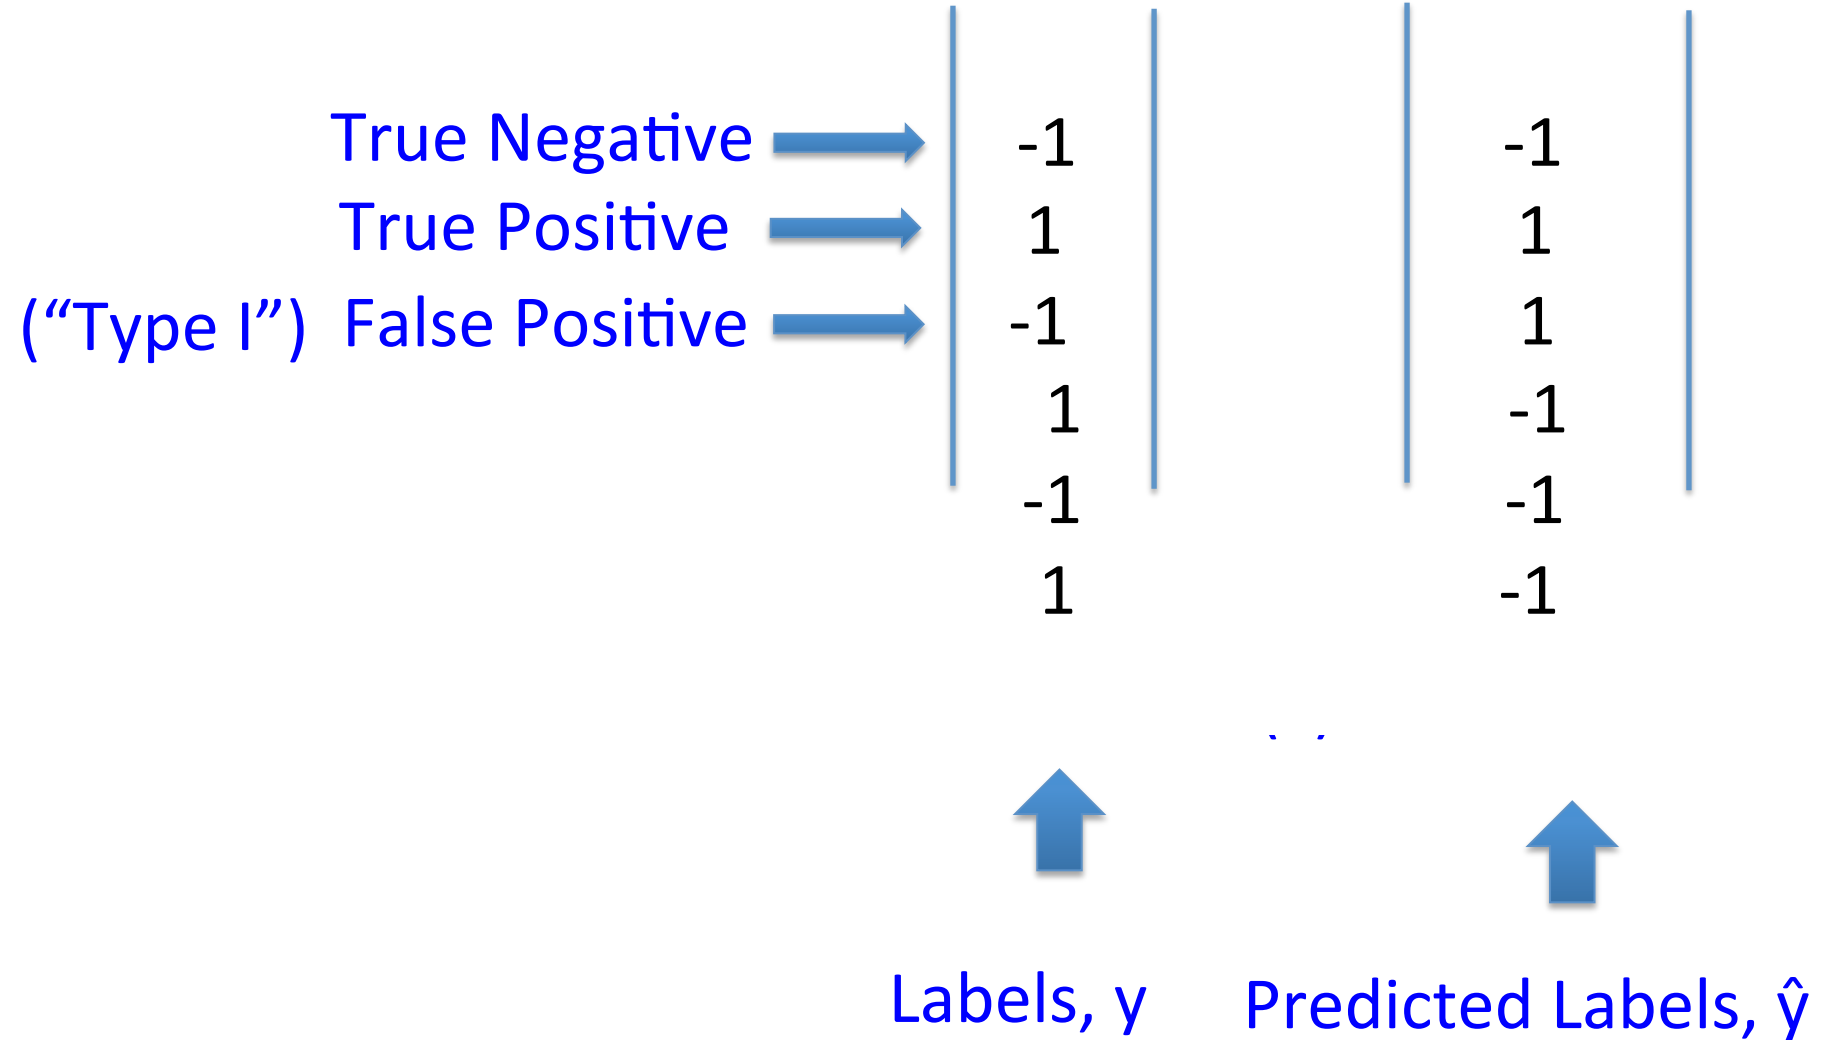 True Negative -1 -1
True Positive 1 1
(“Type I”) False Positive -1 1
1 -1
-1 -1
1 -1
Labels, y Predicted Labels, ŷ